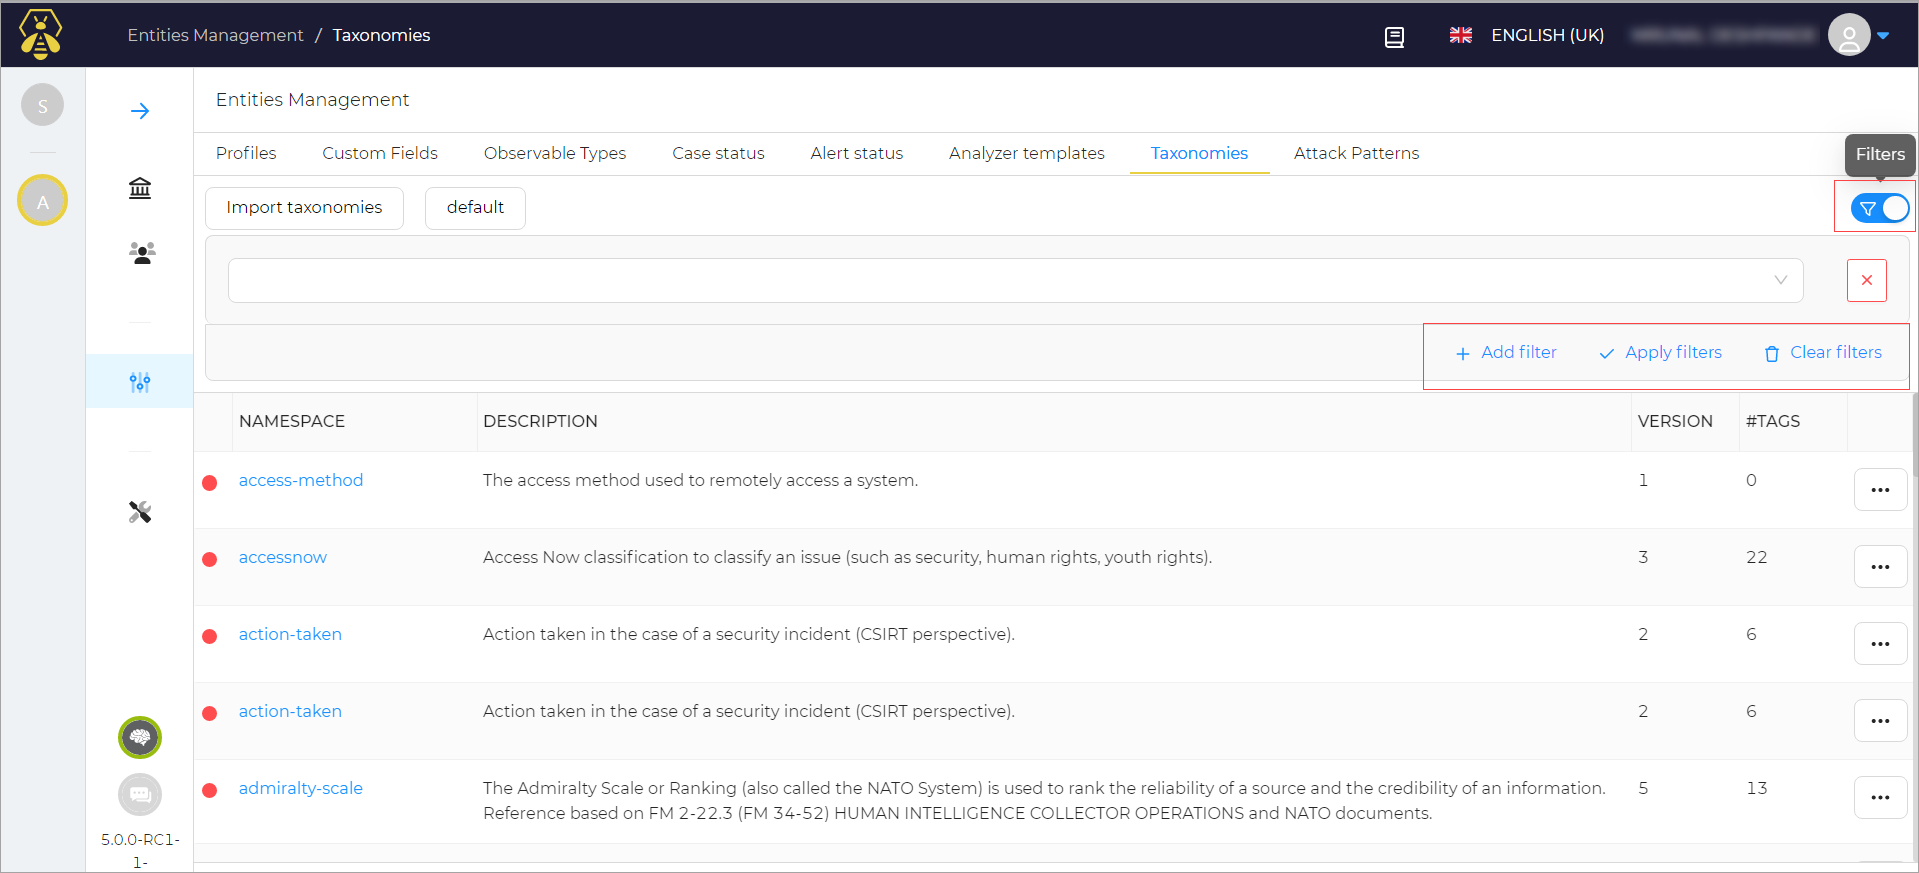 Entities Management / Taxonomies
ENGLISH (UK)
S
A
Entities Management
Profiles Custom Fields Observable Types Case status Alert status Analyzer templates Taxonomies Attack Patterns
Filters
Import taxonomies default
Add filter Apply filters Clear filters
NAMESPACE DESCRIPTION VERSION #TAGS
access-method The access method used to remotely access a system. 1 0
accessnow Access Now classification to classify an issue (such as security, human rights, youth rights). 3 22
action-taken Action taken in the case of a security incident (CSIRT perspective). 2 6
action-taken Action taken in the case of a security incident (CSIRT perspective). 2 6
admiralty-scale The Admiralty Scale or Ranking (also called the NATO System) is used to rank the reliability of a source and the credibility of an information. 5 13
Reference based on FM 2-22.3 (FM 34-52) HUMAN INTELLIGENCE COLLECTOR OPERATIONS and NATO documents.
5.0.0-RC1-
1-